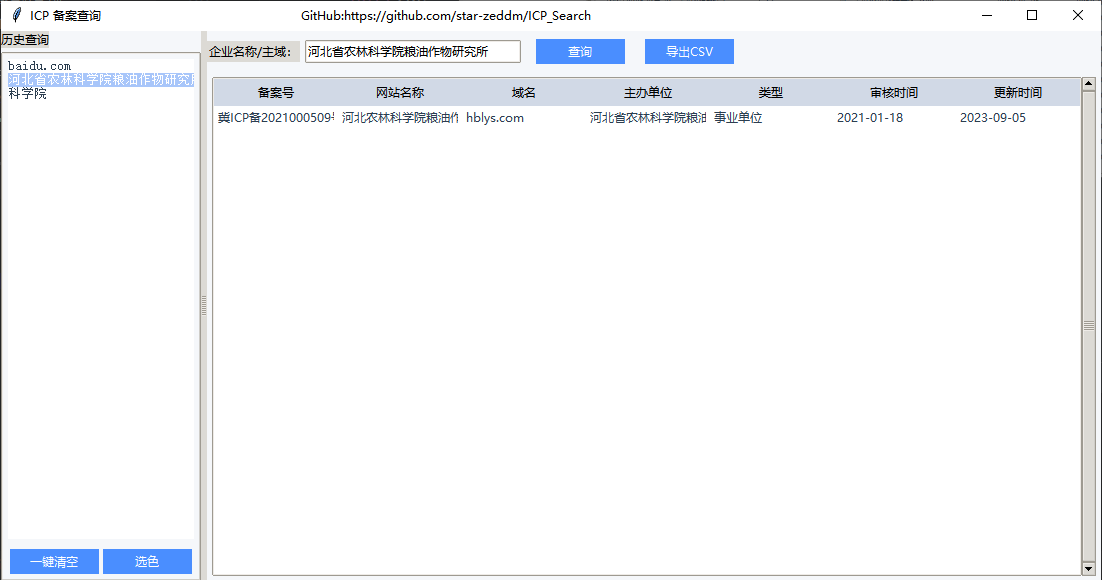 ICP 备案查询 GitHub:https://github.com/star-zeddm/ICP_Search
历史查询
baidu.com
河北省农林科学院粮油作物研究
科学院
一键清空 选色
企业名称/主域： 河北省农林科学院粮油作物研究所 查询 导出CSV
备案号 网站名称 域名 主办单位 类型 审核时间 更新时间
冀ICP备2021000509 河北农林科学院粮油 hblys.com 河北省农林科学院粮 事业单位 2021-01-18 2023-09-05